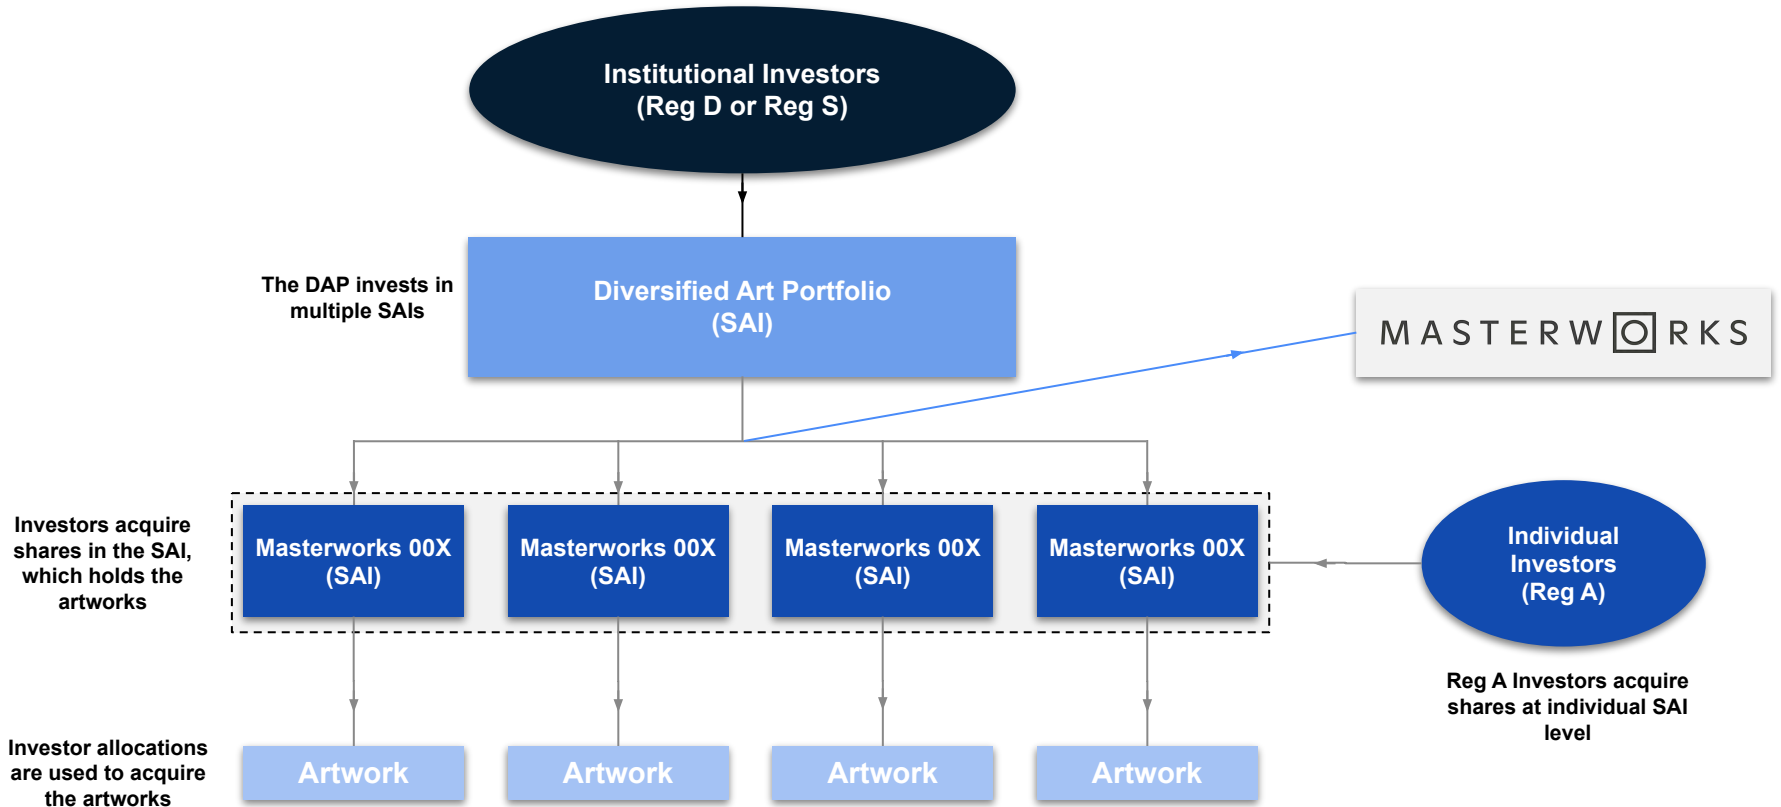 Institutional Investors
(Reg D or Reg S)
The DAP invests in
multiple SAIs
Diversified Art Portfolio
(SAI)
MASTERWORKS
Investors acquire
shares in the SAI,
which holds the
artworks
Masterworks 00X
(SAI)
Masterworks 00X
(SAI)
Masterworks 00X
(SAI)
Masterworks 00X
(SAI)
Individual
Investors
(Reg A)
Reg A Investors acquire
shares at individual SAI
level
Investor allocations
are used to acquire
the artworks
Artwork
Artwork
Artwork
Artwork